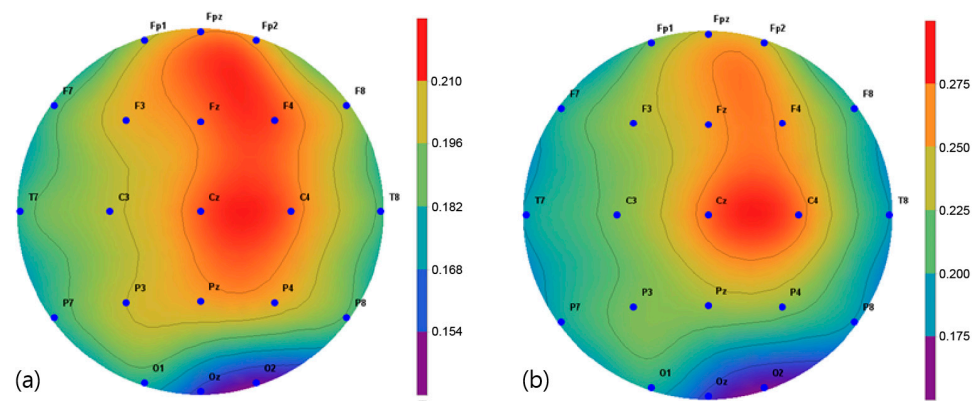 Fp1 Fpz Fp2
F7 F3 Fz F4 F8
T7 C3 Cz C4 T8
P7 P3 Pz P4 P8
O1 Oz O2
0.210
0.196
0.182
0.168
0.154
(a)
Fp1 Fpz Fp2
F7 F3 Fz F4 F8
T7 C3 Cz C4 T8
P7 P3 Pz P4 P8
O1 Oz O2
0.275
0.250
0.225
0.200
0.175
(b)